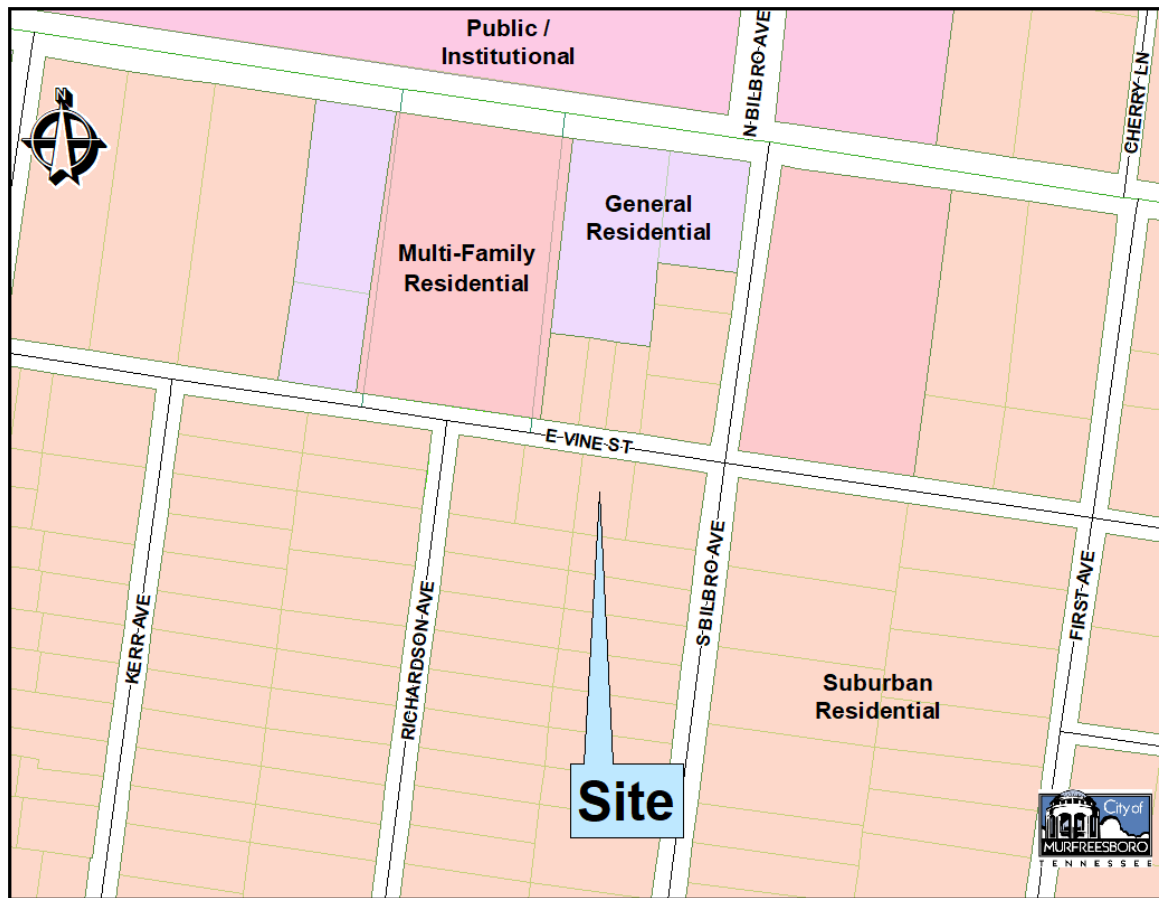 Public /
Institutional
N BILBRO AVE
CHERRY LN
N
General
Residential
Multi-Family
Residential
E VINE ST
KERR AVE
RICHARDSON AVE
S BILBRO AVE
FIRST AVE
Suburban
Residential
Site
City of
MURFREESBORO
TENNESSEE